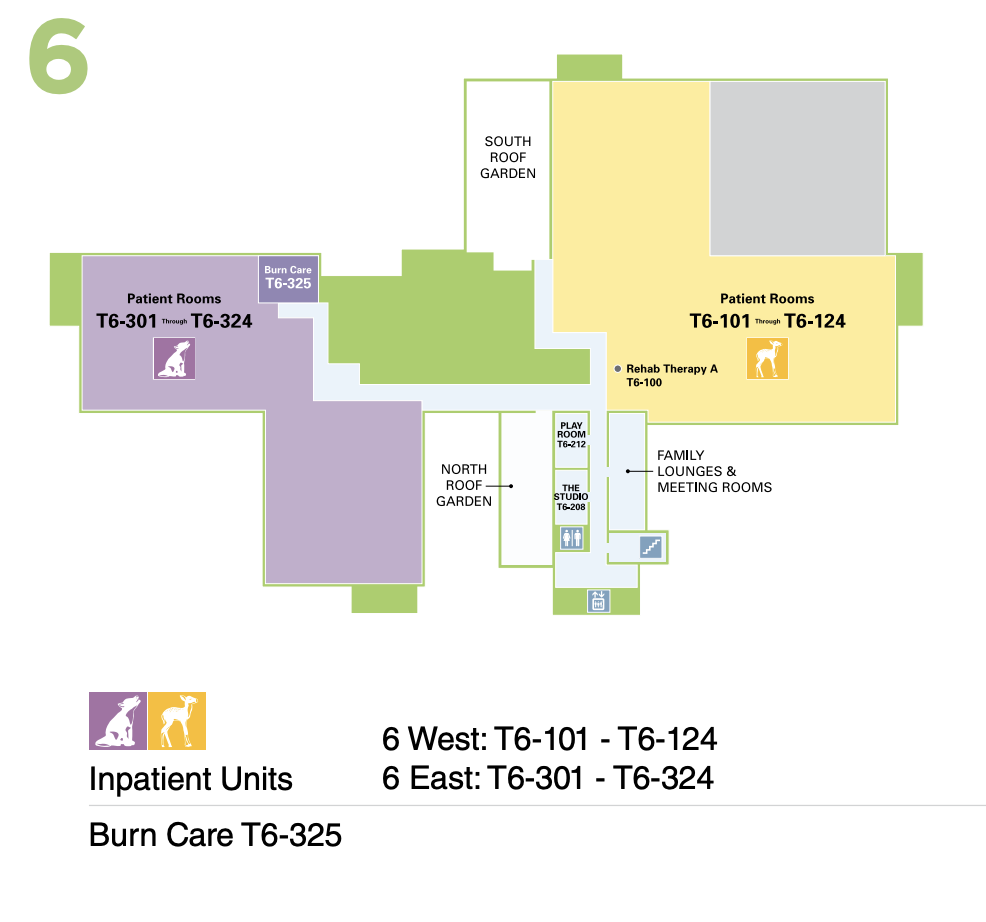 6
SOUTH
ROOF
GARDEN
Burn Care
T6-325
Patient Rooms
T6-301 Through T6-324
Patient Rooms
T6-101 Through T6-124
Rehab Therapy A
T6-100
PLAY
ROOM
T6-212
THE
STUDIO
T6-208
NORTH
ROOF
GARDEN
FAMILY
LOUNGES &
MEETING ROOMS
Inpatient Units
6 West: T6-101 - T6-124
6 East: T6-301 - T6-324
Burn Care T6-325